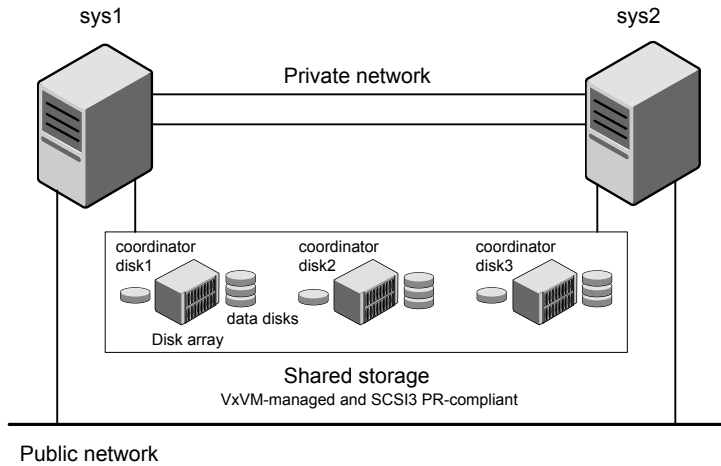 sys1
sys2
Private network
coordinator
disk1
coordinator
disk2
coordinator
disk3
data disks
Disk array
Shared storage
VxVM-managed and SCSI3 PR-compliant
Public network